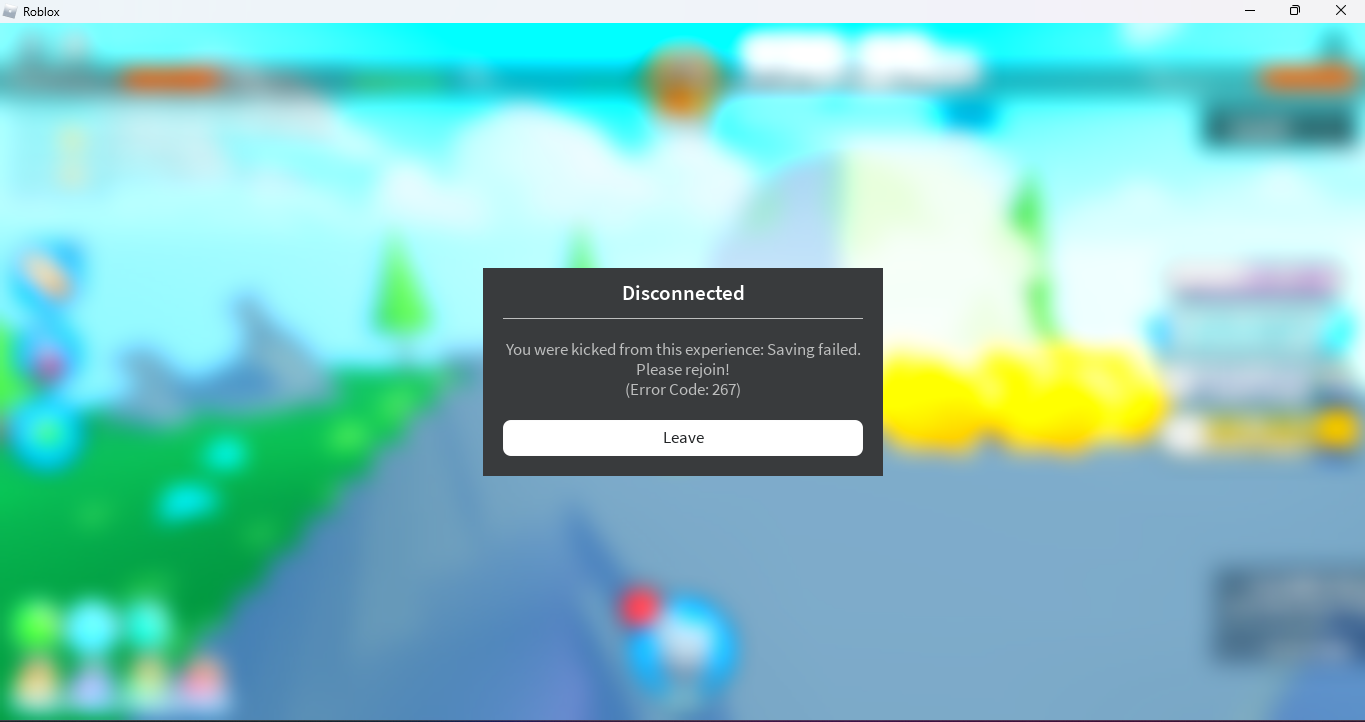 Roblox
Disconnected
You were kicked from this experience: Saving failed.
Please rejoin!
(Error Code: 267)
Leave